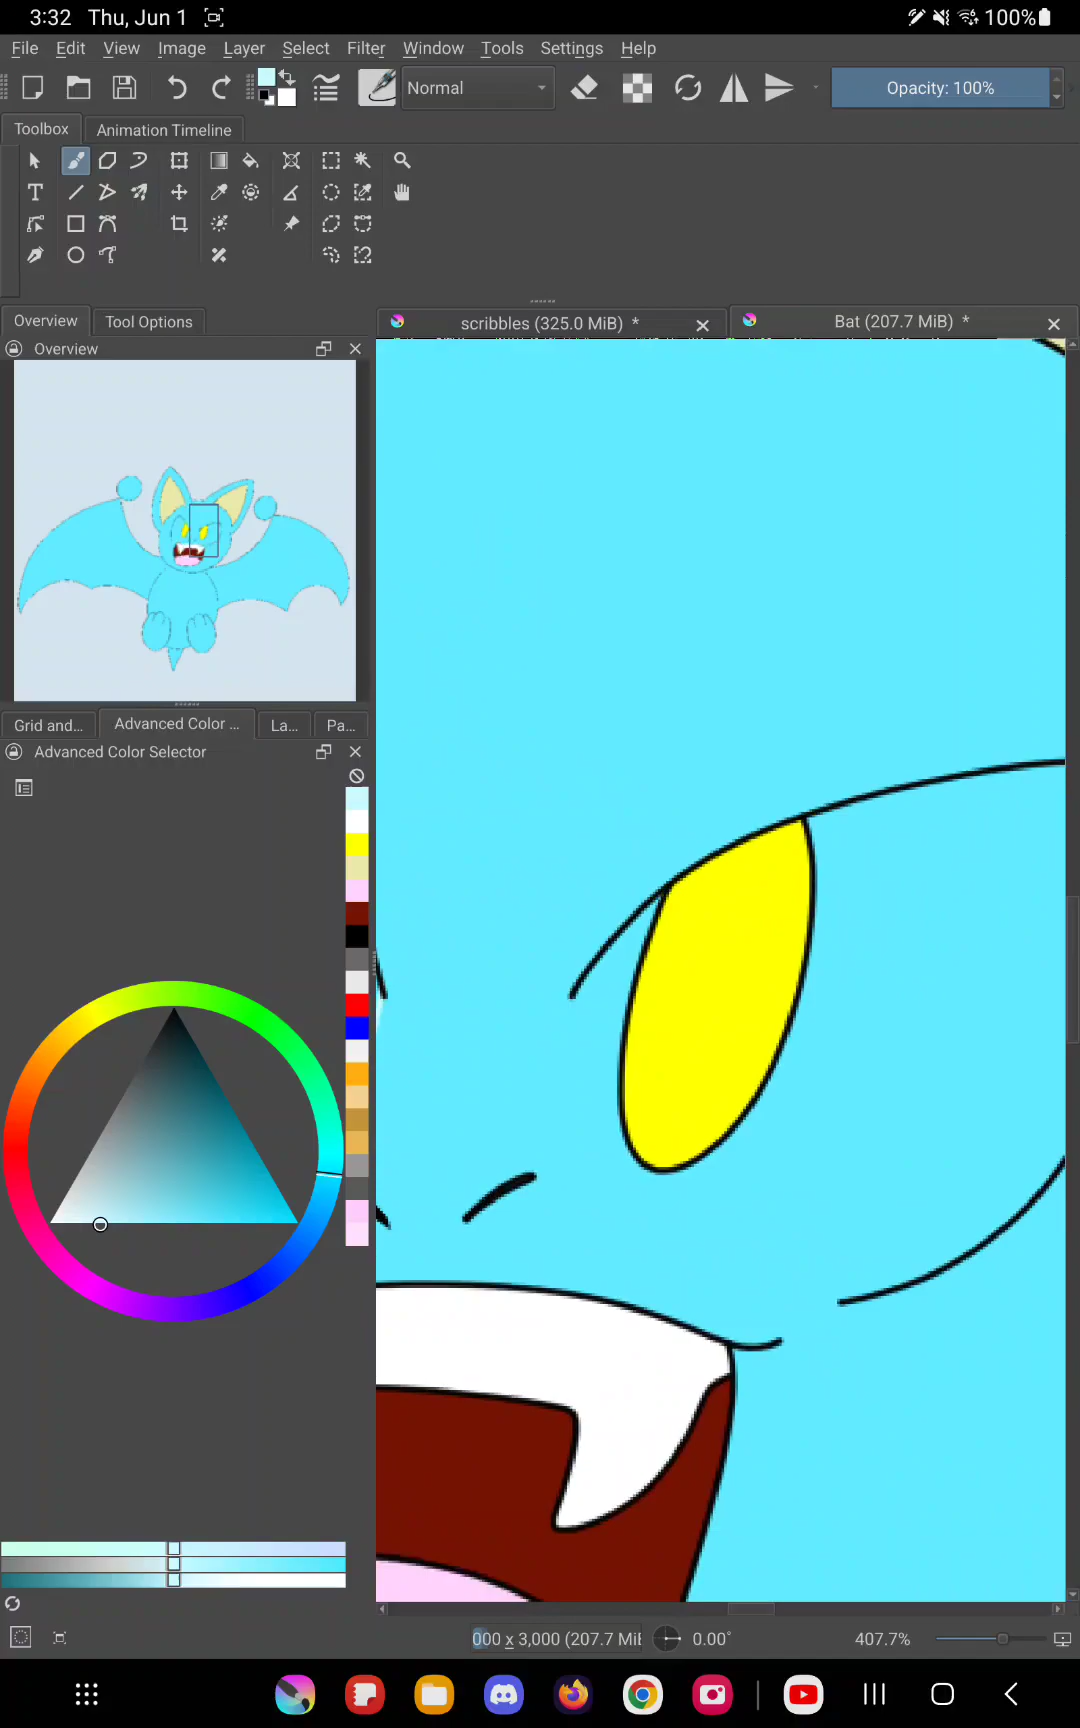 3:32 Thu, Jun 1 100%
File Edit View Image Layer Select Filter Window Tools Settings Help
Normal Opacity: 100%
Toolbox Animation Timeline
Overview Tool Options scribbles (325.0 MiB) * Bat (207.7 MiB) *
Overview
Grid and... Advanced Color ... La... Pa...
Advanced Color Selector
000 x 3,000 (207.7 MiB 0.00° 407.7%